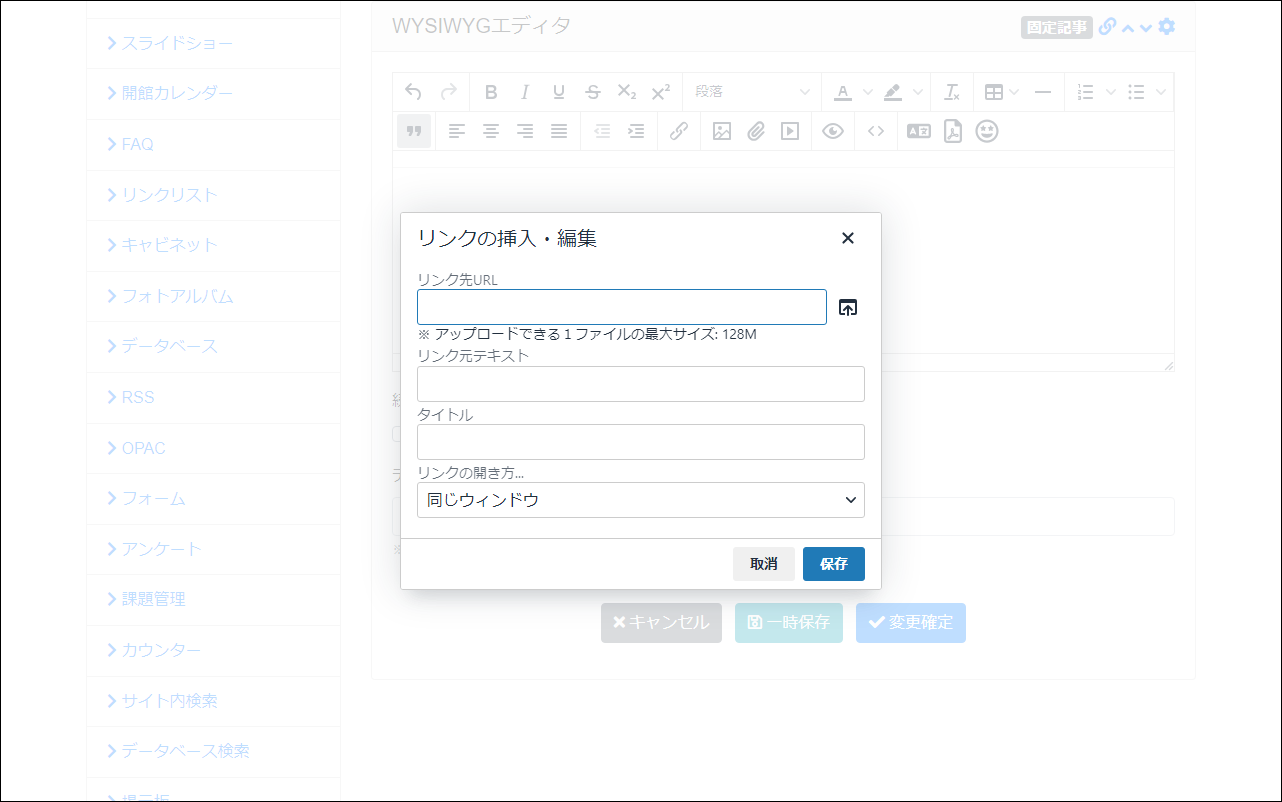 スライドショー
開館カレンダー
FAQ
リンクリスト
キャビネット
フォトアルバム
データベース
RSS
OPAC
フォーム
アンケート
課題管理
カウンター
サイト内検索
データベース検索
掲示板
WYSIWYGエディタ
固定記事
段落
リンクの挿入・編集
リンク先URL
※ アップロードできる１ファイルの最大サイズ: 128M
リンク元テキスト
タイトル
リンクの開き方...
同じウィンドウ
取消
保存
キャンセル
一時保存
変更確定